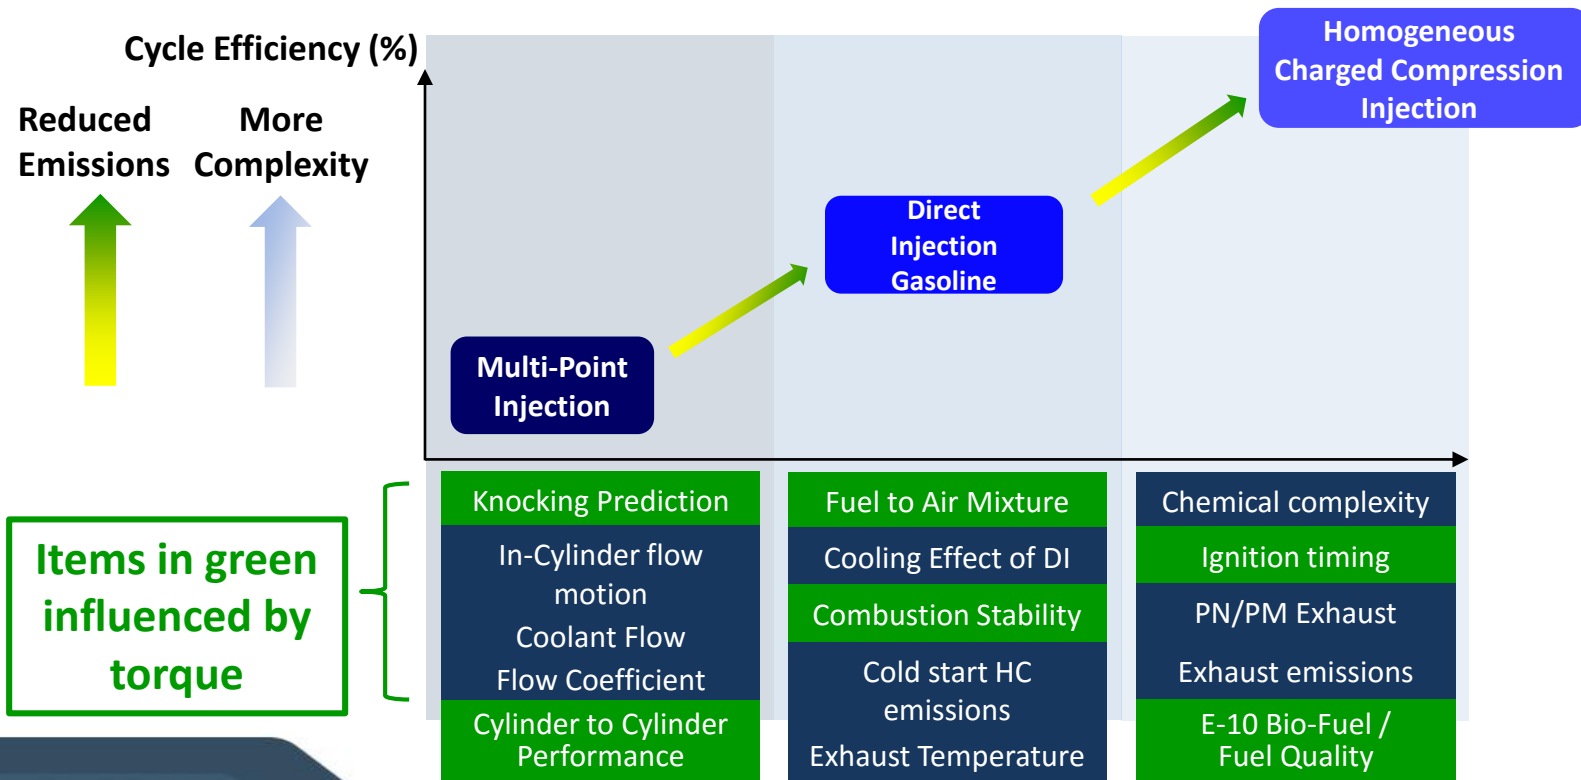 Cycle Efficiency (%)
Reduced
Emissions
More
Complexity
Homogeneous
Charged Compression
Injection
Direct
Injection
Gasoline
Multi-Point
Injection
Items in green
influenced by
torque
Knocking Prediction
In-Cylinder flow
motion
Coolant Flow
Flow Coefficient
Cylinder to Cylinder
Performance
Fuel to Air Mixture
Cooling Effect of DI
Combustion Stability
Cold start HC
emissions
Exhaust Temperature
Chemical complexity
Ignition timing
PN/PM Exhaust
Exhaust emissions
E-10 Bio-Fuel /
Fuel Quality